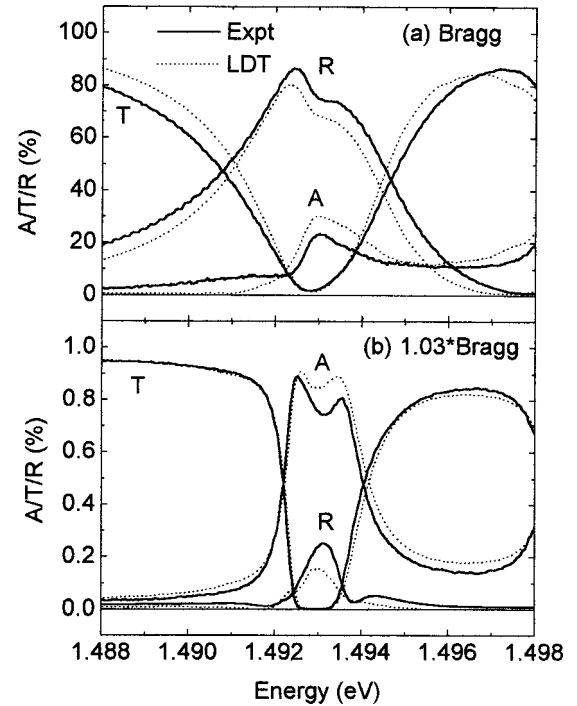 100
80
60
40
20
0
A/T/R (%)
Expt
LDT
(a) Bragg
R
T
A
1.0
0.8
0.6
0.4
0.2
0.0
A/T/R (%)
(b) 1.03*Bragg
A
T
R
1.488 1.490 1.492 1.494 1.496 1.498
Energy (eV)